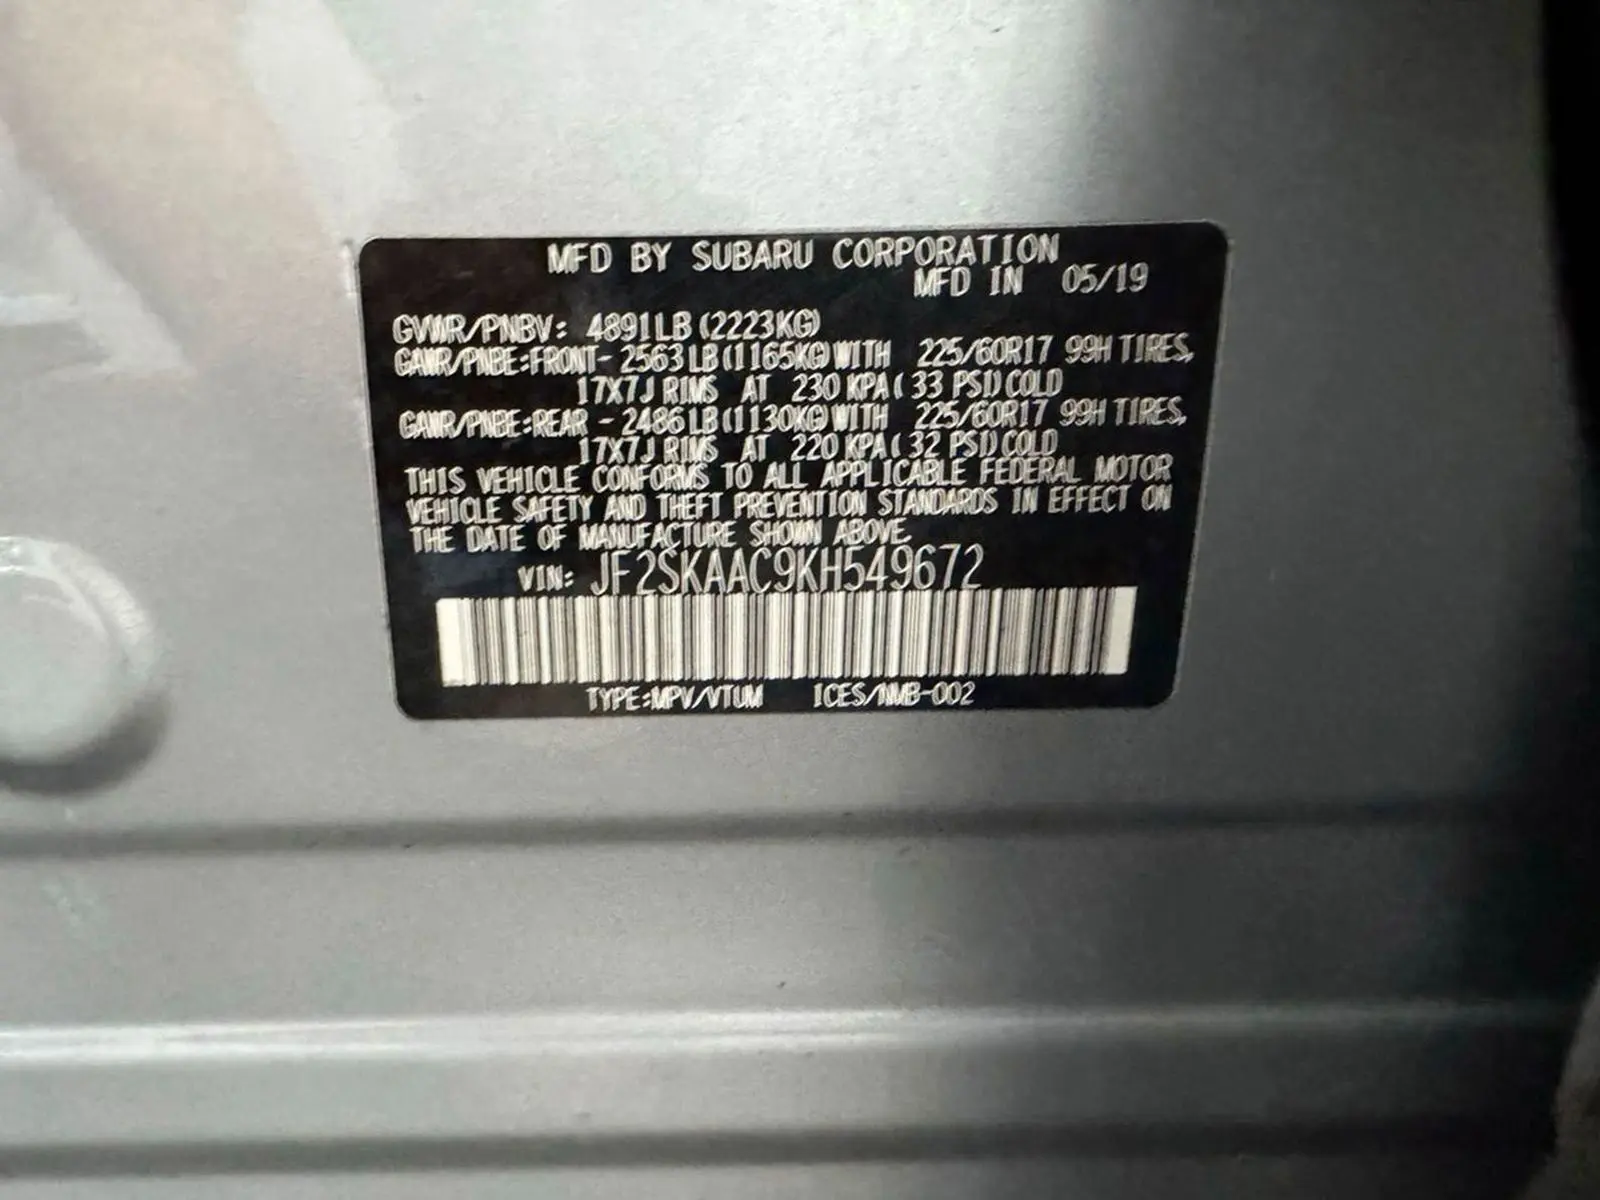 MFD BY SUBARU CORPORATION
MFD IN 05/19
GVWR/PNBV: 4891LB(2223KG)
GAWR/PNBE:FRONT- 2563LB(1165KG)WITH 225/60R17 99H TIRES,
17X7J RIMS AT 230 KPA( 33 PSI)COLD
GAWR/PNBE:REAR - 2486LB(1130KG)WITH 225/60R17 99H TIRES,
17X7J RIMS AT 220 KPA( 32 PSI)COLD
THIS VEHICLE CONFORMS TO ALL APPLICABLE FEDERAL MOTOR
VEHICLE SAFETY AND THEFT PREVENTION STANDARDS IN EFFECT ON
THE DATE OF MANUFACTURE SHOWN ABOVE.
VIN: JF2SKAAC9KH549672
TYPE:MPV/VTUM ICES/NMB-002